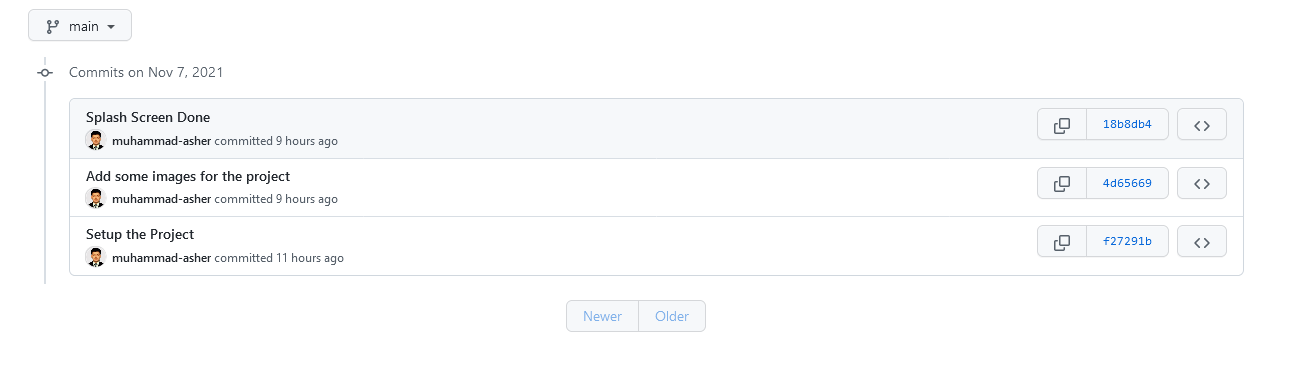 main
Commits on Nov 7, 2021
Splash Screen Done
18b8db4
muhammad-asher committed 9 hours ago
Add some images for the project
4d65669
muhammad-asher committed 9 hours ago
Setup the Project
f27291b
muhammad-asher committed 11 hours ago
Newer Older